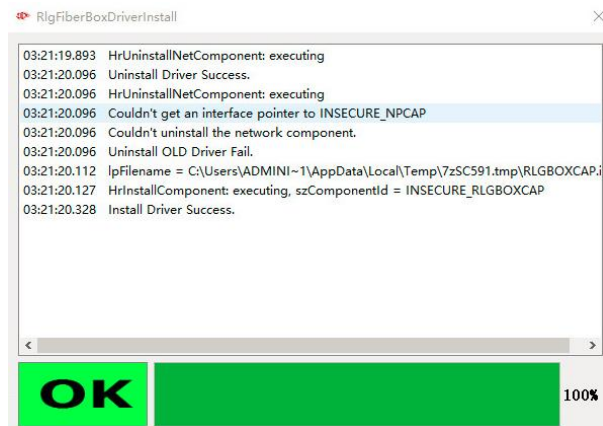 RlgFiberBoxDriverInstall
03:21:19.893 HrUninstallNetComponent: executing
03:21:20.096 Uninstall Driver Success.
03:21:20.096 HrUninstallNetComponent: executing
03:21:20.096 Couldn't get an interface pointer to INSECURE_NPCAP
03:21:20.096 Couldn't uninstall the network component.
03:21:20.096 Uninstall OLD Driver Fail.
03:21:20.112 lpFilename = C:\Users\ADMINI~1\AppData\Local\Temp\7zSC591.tmp\RLGBOXCAP.i
03:21:20.127 HrInstallComponent: executing, szComponentId = INSECURE_RLGBOXCAP
03:21:20.328 Install Driver Success.
OK
100%